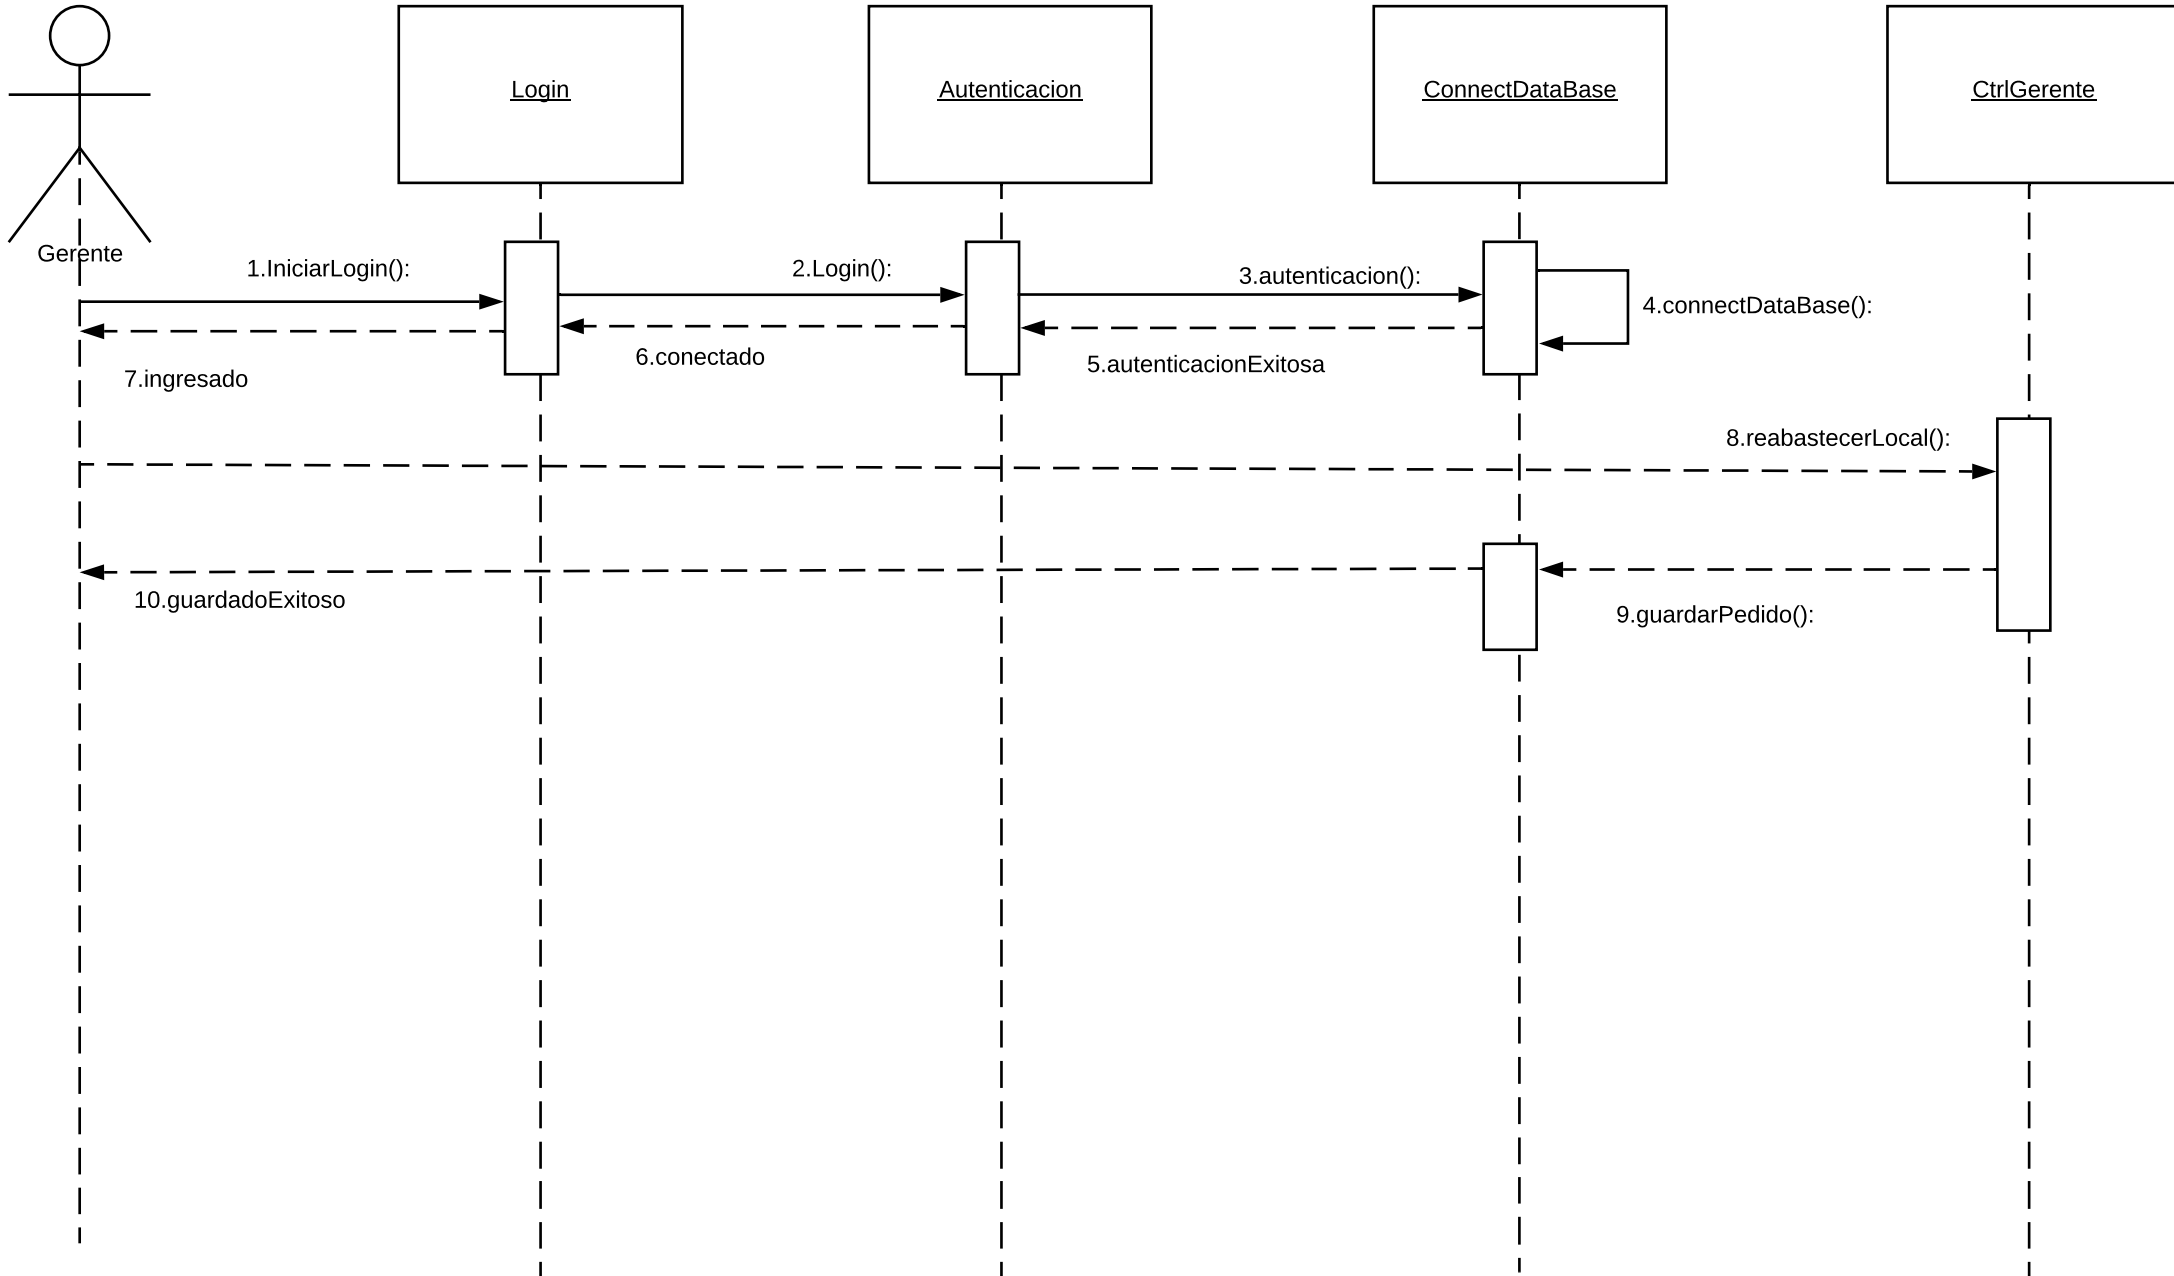 Login
Autenticacion
ConnectDataBase
CtrlGerente
Gerente
1.IniciarLogin():
2.Login():
3.autenticacion():
4.connectDataBase():
6.conectado
5.autenticacionExitosa
7.ingresado
8.reabastecerLocal():
10.guardadoExitoso
9.guardarPedido():